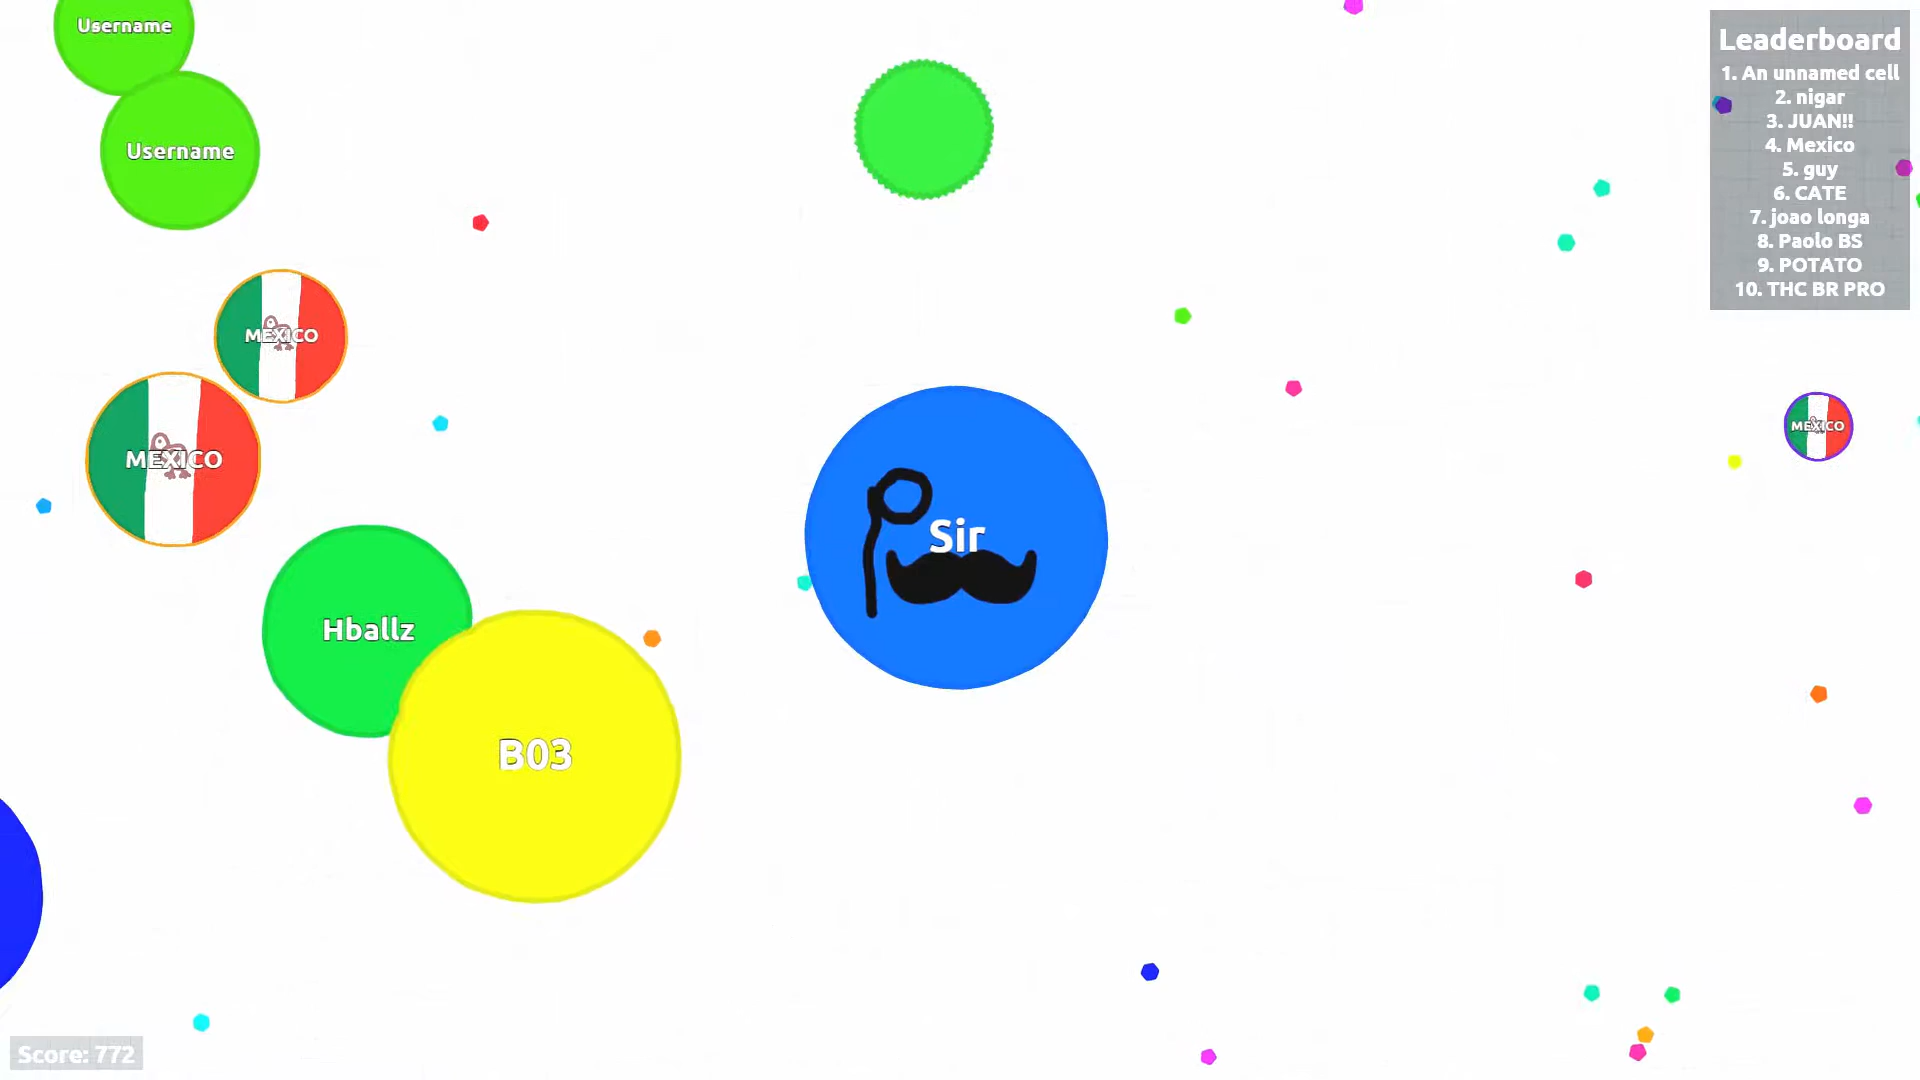 Username
Username
MEXICO
MEXICO
Hballz
B03
Sir
MEXICO
Leaderboard
1. An unnamed cell
2. nigar
3. JUAN!!
4. Mexico
5. guy
6. CATE
7. joao longa
8. Paolo BS
9. POTATO
10. THC BR PRO
Score: 772